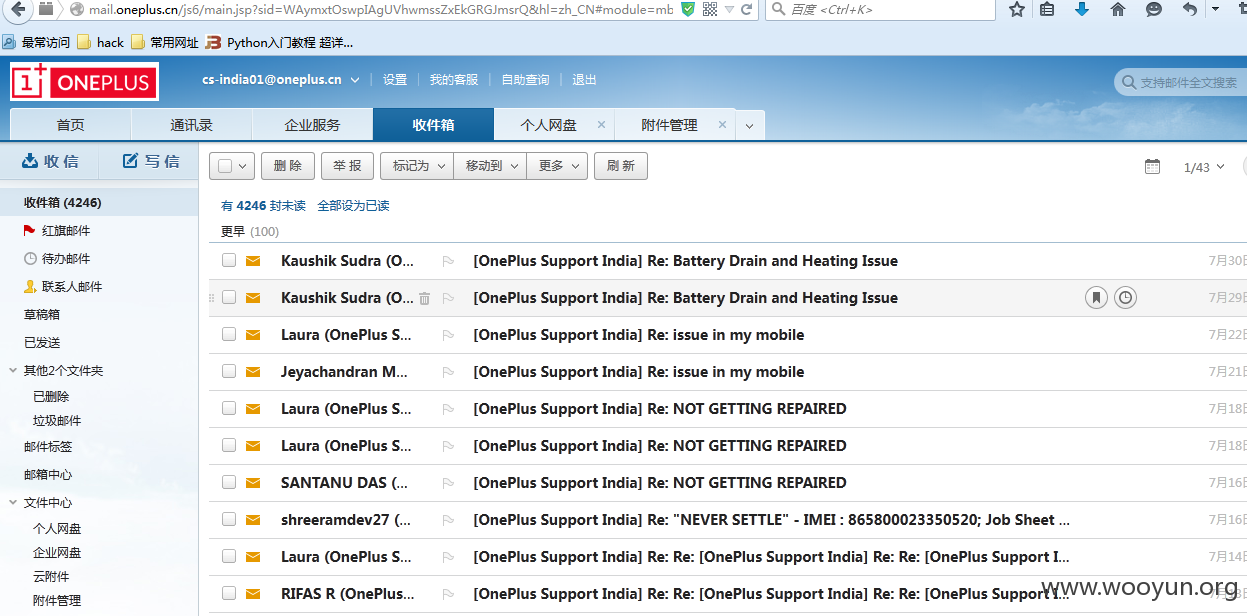 mail.oneplus.cn/js6/main.jsp?sid=WAymxtOswpIAgUVhwmssZxEkGRGJmsrQ&hl=zh_CN#module=mb
百度 <Ctrl+K>
最常访问 hack 常用网址 Python入门教程 超详...
1+ ONEPLUS
cs-india01@oneplus.cn 设置 我的客服 自助查询 退出
支持邮件全文搜索
首页 通讯录 企业服务 收件箱 个人网盘 × 附件管理 ×
收信 写信
删除 举报 标记为 移动到 更多 刷新
1/43
收件箱 (4246)
红旗邮件
待办邮件
联系人邮件
草稿箱
已发送
其他2个文件夹
已删除
垃圾邮件
邮件标签
邮箱中心
文件中心
个人网盘
企业网盘
云附件
附件管理
有 4246 封未读 全部设为已读
更早 (100)
Kaushik Sudra (O... [OnePlus Support India] Re: Battery Drain and Heating Issue 7月30日
Kaushik Sudra (O... [OnePlus Support India] Re: Battery Drain and Heating Issue 7月29日
Laura (OnePlus S... [OnePlus Support India] Re: issue in my mobile 7月22日
Jeyachandran M... [OnePlus Support India] Re: issue in my mobile 7月21日
Laura (OnePlus S... [OnePlus Support India] Re: NOT GETTING REPAIRED 7月18日
Laura (OnePlus S... [OnePlus Support India] Re: NOT GETTING REPAIRED 7月18日
SANTANU DAS (... [OnePlus Support India] Re: NOT GETTING REPAIRED 7月16日
shreeramdev27 (... [OnePlus Support India] Re: "NEVER SETTLE" - IMEI : 865800023350520; Job Sheet ... 7月16日
Laura (OnePlus S... [OnePlus Support India] Re: Re: [OnePlus Support India] Re: Re: [OnePlus Support I... 7月14日
RIFAS R (OnePlus... [OnePlus Support India] Re: Re: [OnePlus Support India] Re: Re: [OnePlus Support I...
www.wooyun.org